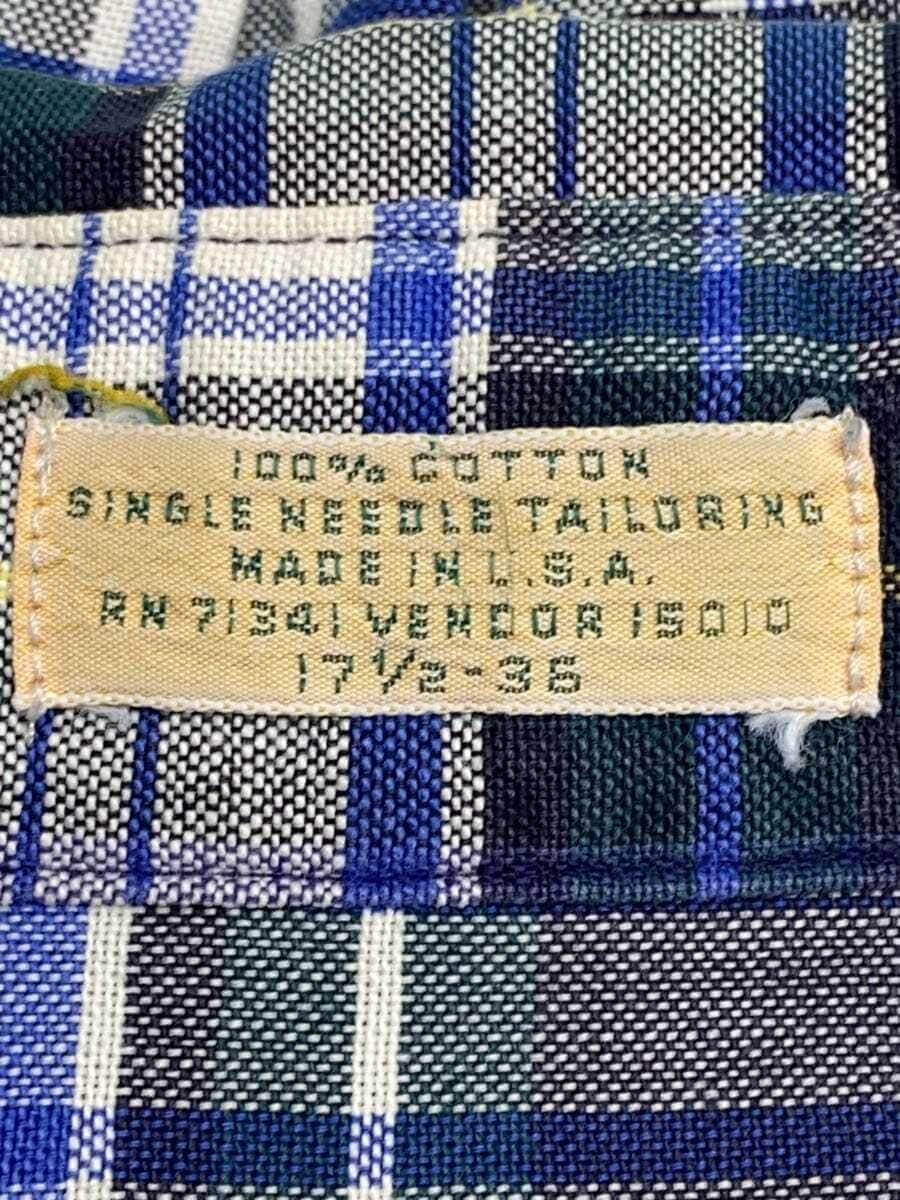 100% COTTON
SINGLE NEEDLE TAILORING
MADE IN U.S.A.
RN 71341 VENDOR 15010
17 1/2-36